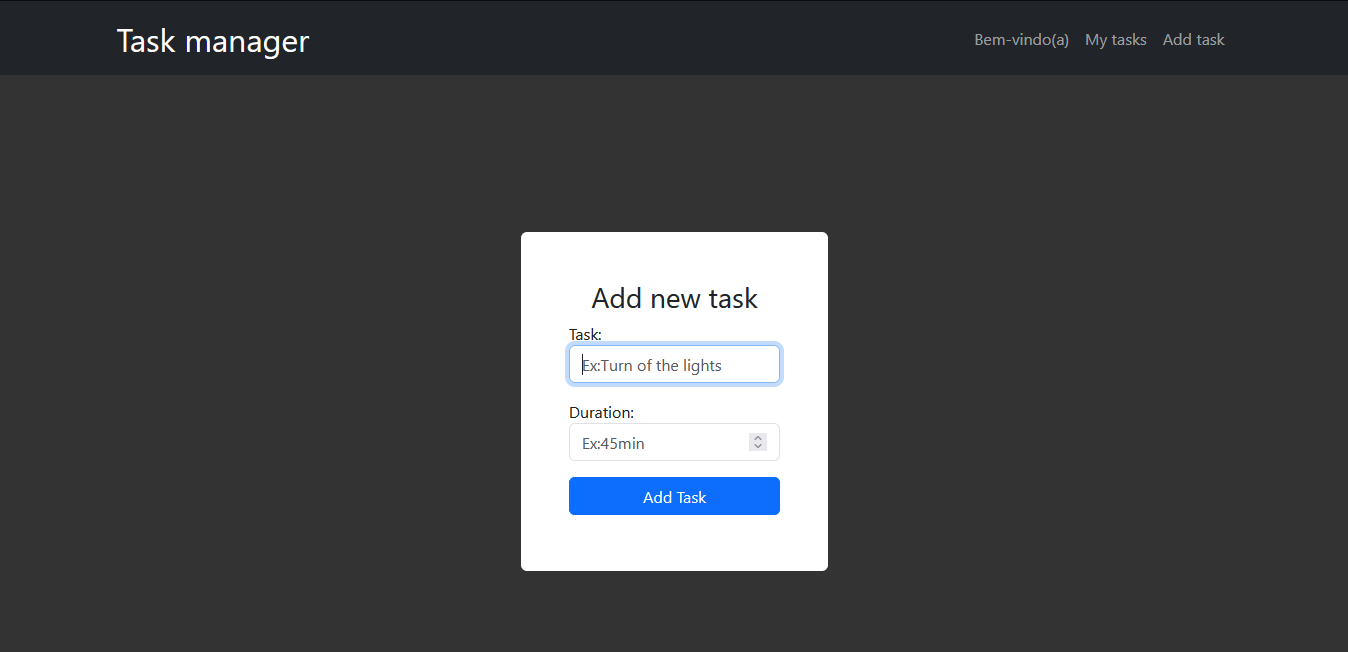 Task manager
Bem-vindo(a) My tasks Add task
Add new task
Task:
Ex:Turn of the lights
Duration:
Ex:45min
Add Task